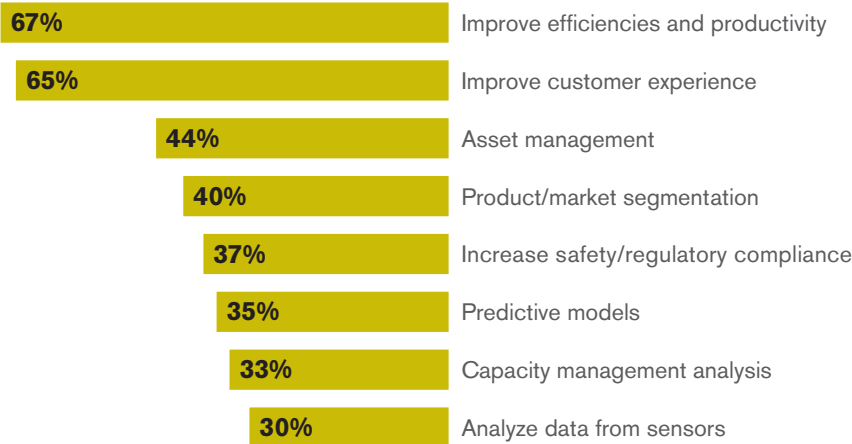 67% Improve efficiencies and productivity
65% Improve customer experience
44% Asset management
40% Product/market segmentation
37% Increase safety/regulatory compliance
35% Predictive models
33% Capacity management analysis
30% Analyze data from sensors